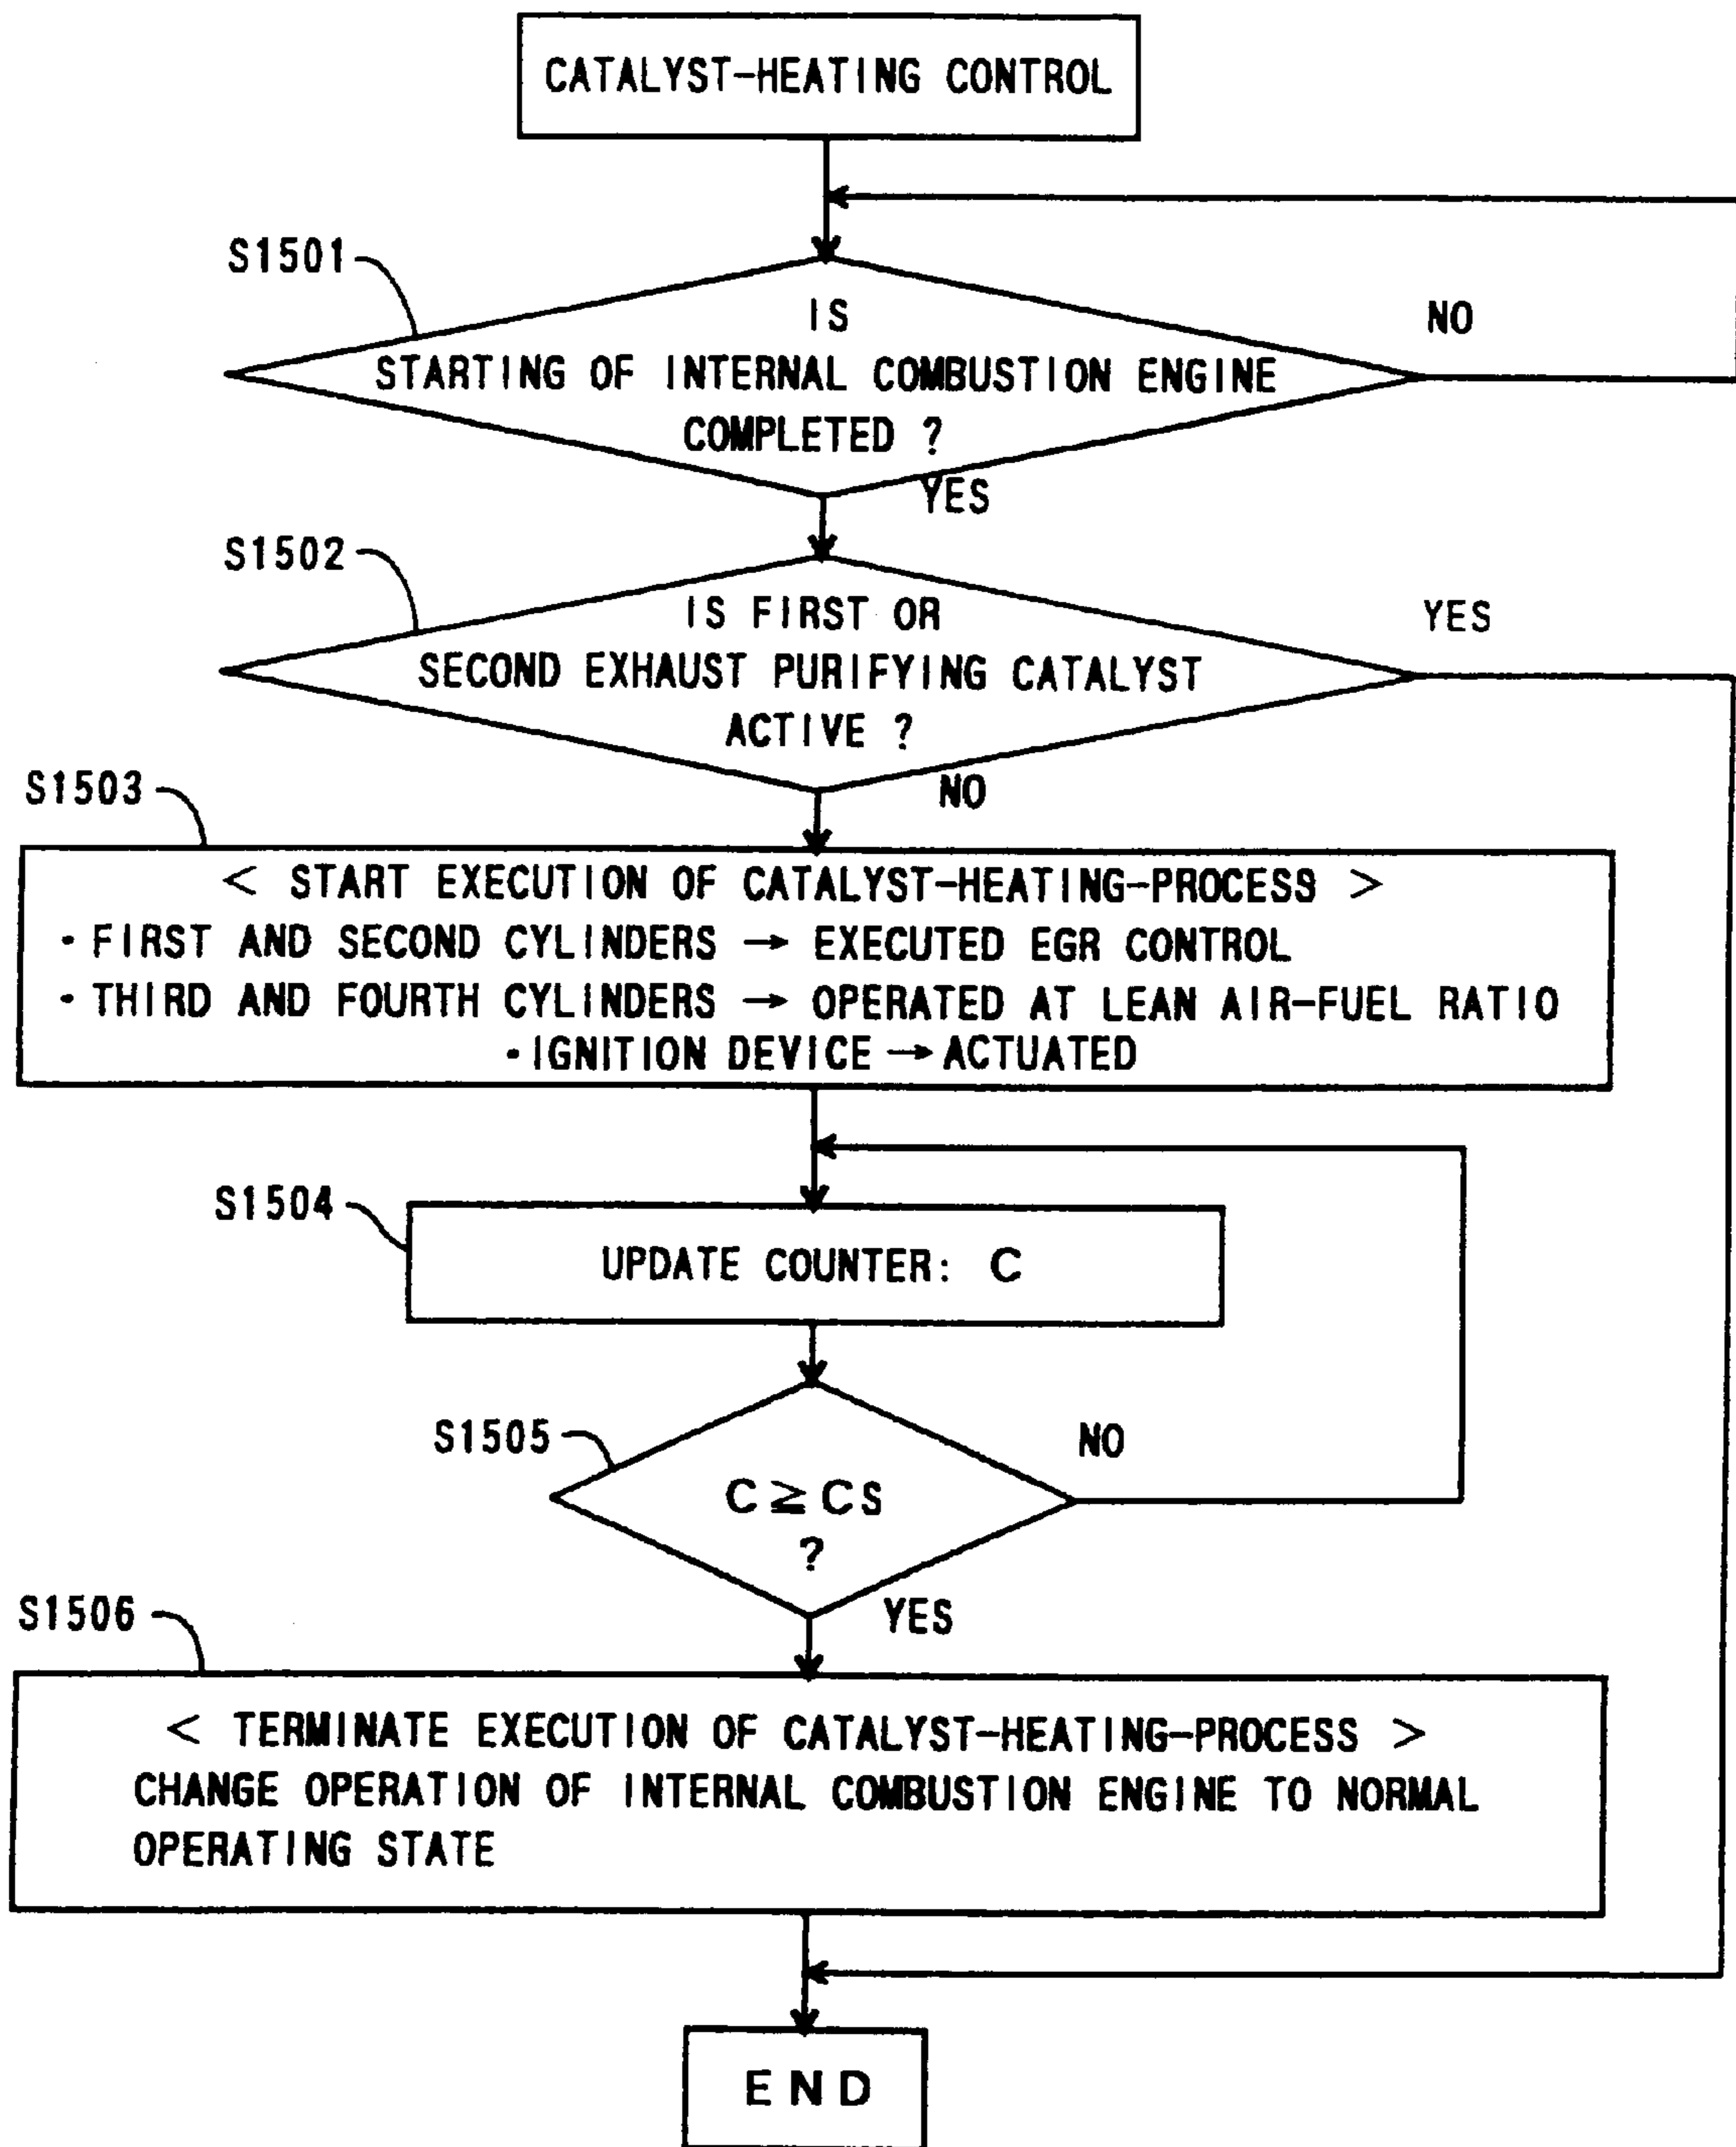 CATALYST-HEATING CONTROL
S1501
IS
STARTING OF INTERNAL COMBUSTION ENGINE
COMPLETED ?
NO
YES
S1502
IS FIRST OR
SECOND EXHAUST PURIFYING CATALYST
ACTIVE ?
YES
NO
S1503
< START EXECUTION OF CATALYST-HEATING-PROCESS >
- FIRST AND SECOND CYLINDERS → EXECUTED EGR CONTROL
- THIRD AND FOURTH CYLINDERS → OPERATED AT LEAN AIR-FUEL RATIO
- IGNITION DEVICE → ACTUATED
S1504
UPDATE COUNTER: C
S1505
C ≧ CS
?
NO
YES
S1506
< TERMINATE EXECUTION OF CATALYST-HEATING-PROCESS >
CHANGE OPERATION OF INTERNAL COMBUSTION ENGINE TO NORMAL
OPERATING STATE
END